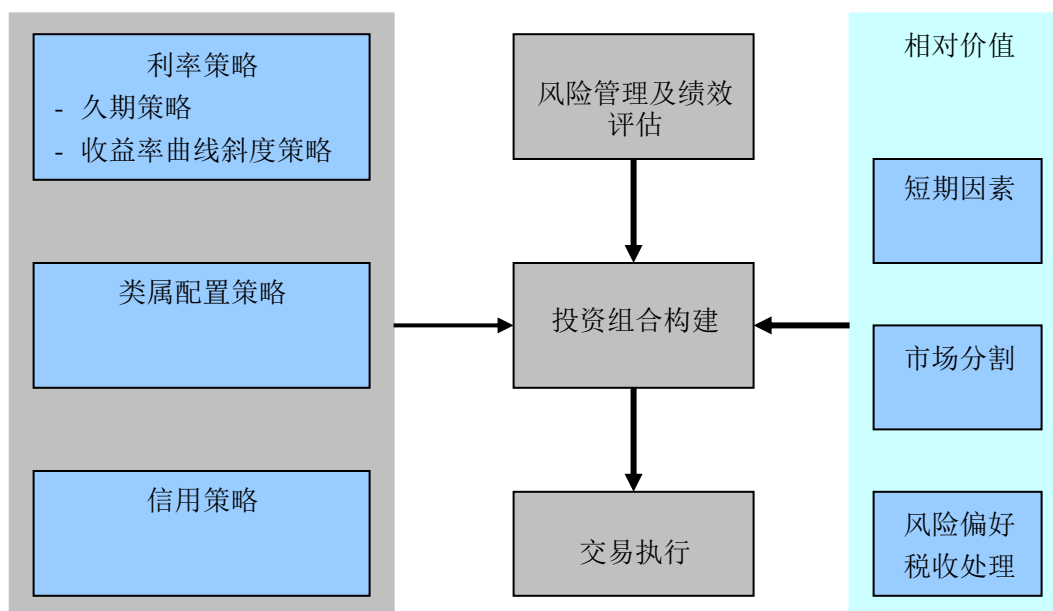 利率策略
- 久期策略
- 收益率曲线斜度策略
类属配置策略
信用策略
风险管理及绩效
评估
投资组合构建
交易执行
相对价值
短期因素
市场分割
风险偏好
税收处理